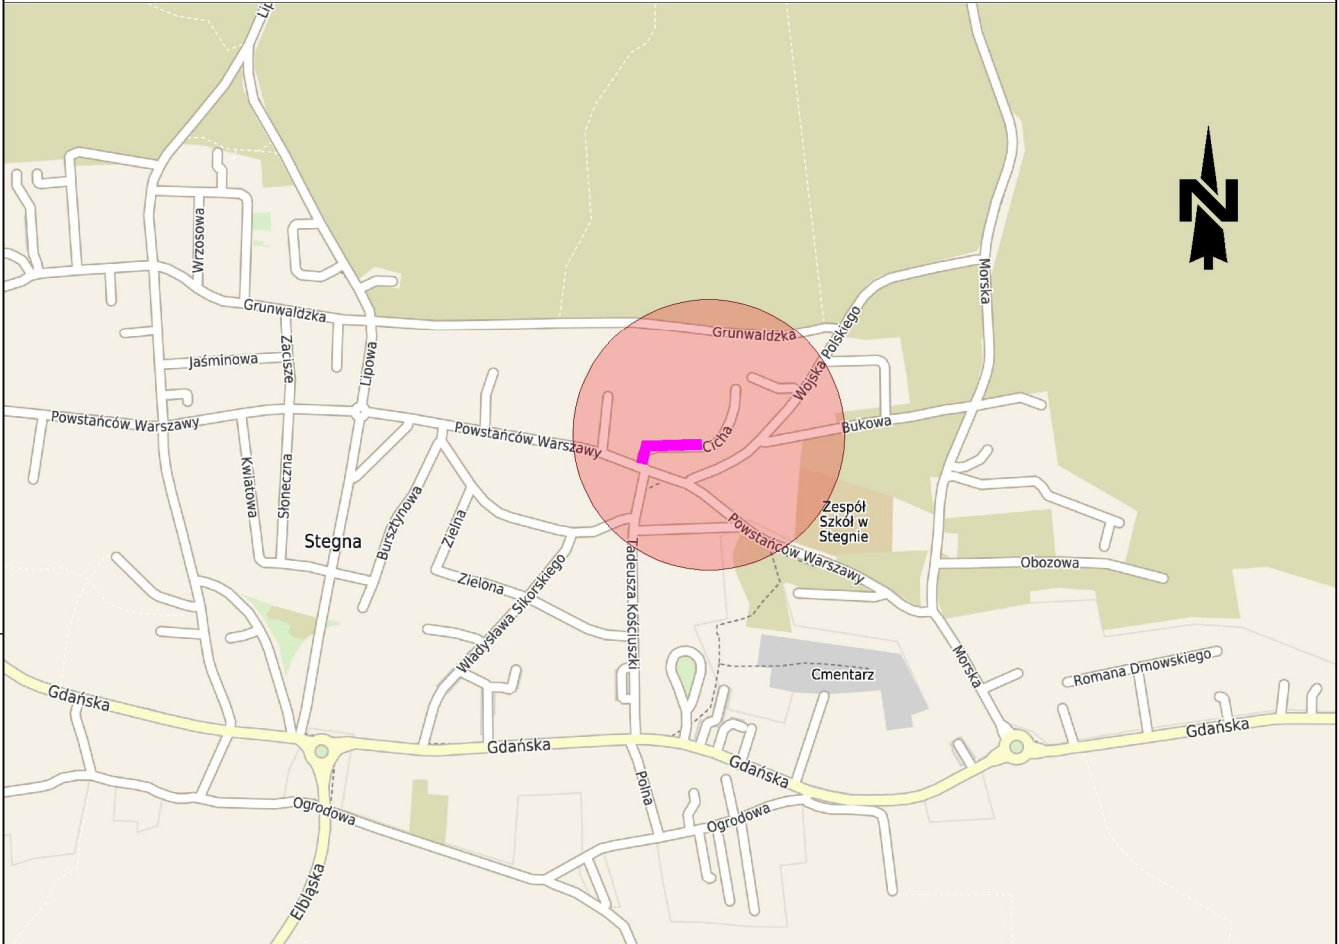 Lip
N
Wrzosowa
Morska
Grunwaldzka
Grunwaldzka
Wojska Polskiego
Zacisze
Jaśminowa
Lipowa
Powstańców Warszawy
Powstańców Warszawy
Cicha
Bukowa
Kwiatowa
Słoneczna
Bursztynowa
Zielna
Stegna
Zespół
Szkół w
Stegnie
Powstańców Warszawy
Obozowa
Zielona
Władysława Sikorskiego
Tadeusza Kościuszki
Cmentarz
Morska
Romana Dmowskiego
Gdańska
Gdańska
Gdańska
Gdańska
Polna
Ogrodowa
Ogrodowa
Elbląska